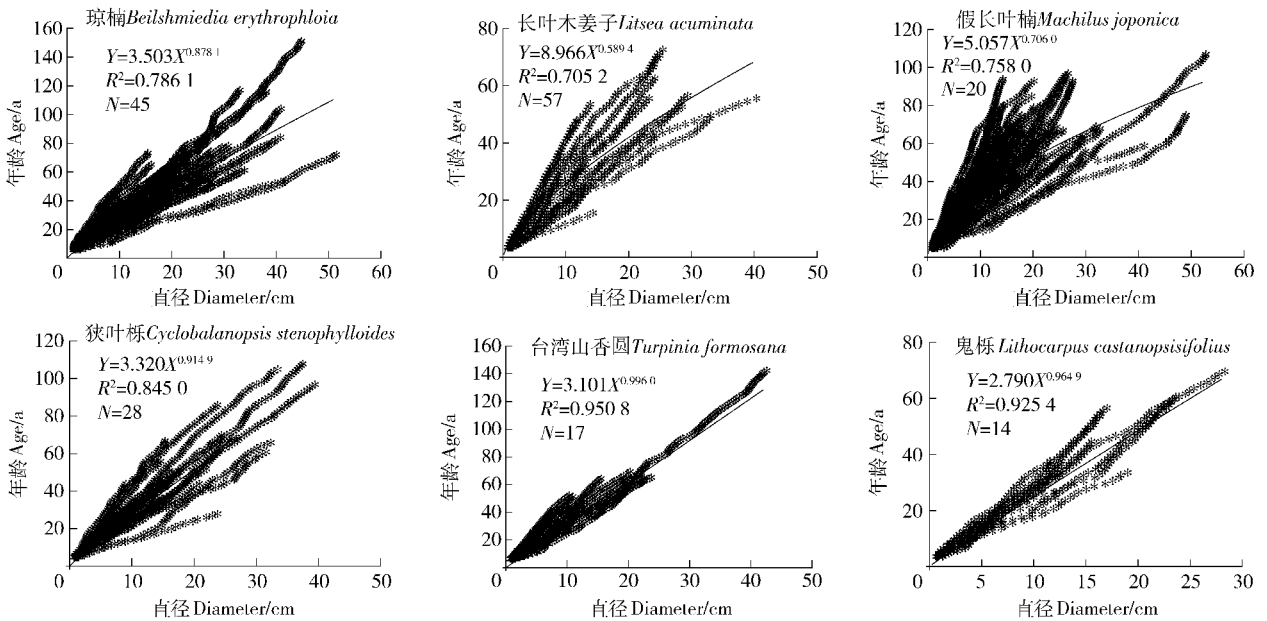 琼楠Beilshmiedia erythrophloia
Y=3.503X^0.878 1
R²=0.786 1
N=45
160
140
120
100
80
60
40
20
0
10
20
30
40
50
60
年龄 Age/a
直径 Diameter/cm
长叶木姜子Litsea acuminata
Y=8.966X^0.589 4
R²=0.705 2
N=57
80
60
40
20
0
10
20
30
40
50
年龄 Age/a
直径 Diameter/cm
假长叶楠Machilus joponica
Y=5.057X^0.706 0
R²=0.758 0
N=20
120
100
80
60
40
20
0
10
20
30
40
50
60
年龄 Age/a
直径 Diameter/cm
狭叶栎Cyclobalanopsis stenophylloides
Y=3.320X^0.914 9
R²=0.845 0
N=28
120
100
80
60
40
20
0
10
20
30
40
50
年龄 Age/a
直径 Diameter/cm
台湾山香圆Turpinia formosana
Y=3.101X^0.996 0
R²=0.950 8
N=17
160
140
120
100
80
60
40
20
0
10
20
30
40
50
年龄 Age/a
直径 Diameter/cm
鬼栎Lithocarpus castanopsisifolius
Y=2.790X^0.964 9
R²=0.925 4
N=14
80
60
40
20
0
5
10
15
20
25
30
年龄 Age/a
直径 Diameter/cm